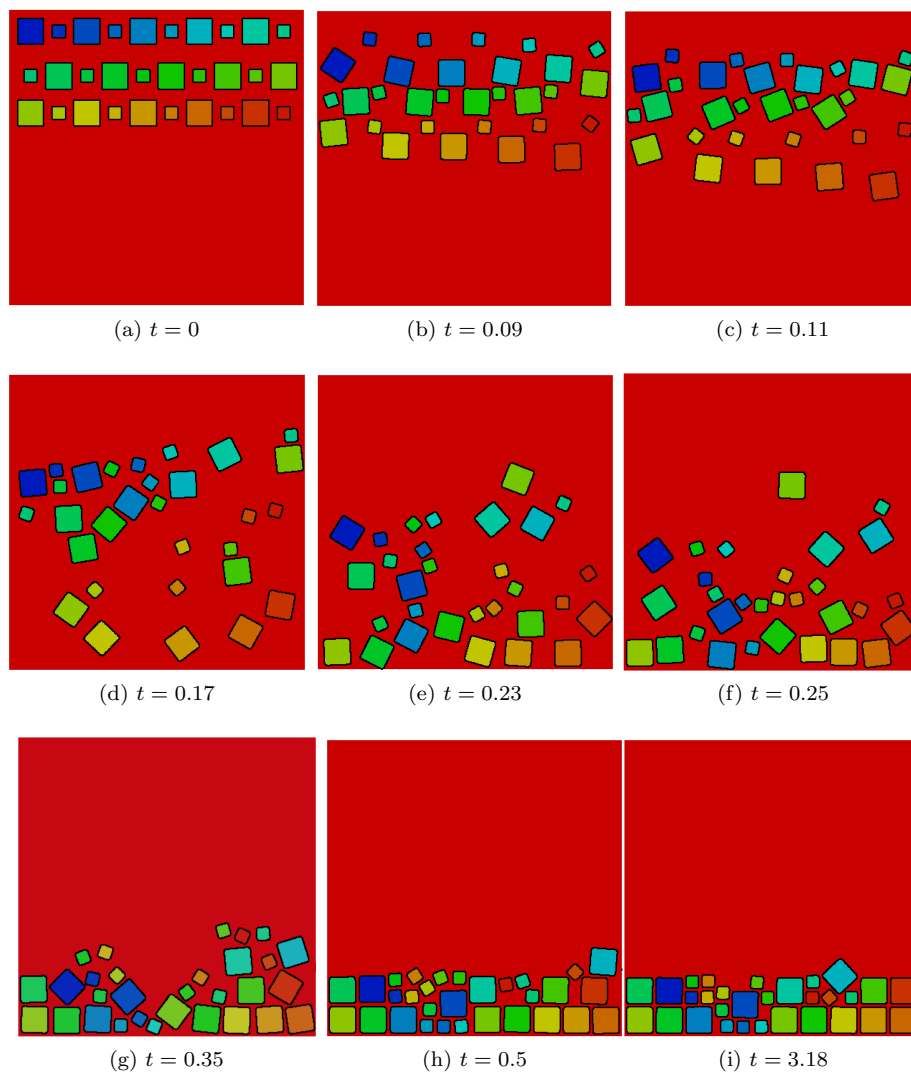 (a) t = 0
(b) t = 0.09
(c) t = 0.11
(d) t = 0.17
(e) t = 0.23
(f) t = 0.25
(g) t = 0.35
(h) t = 0.5
(i) t = 3.18